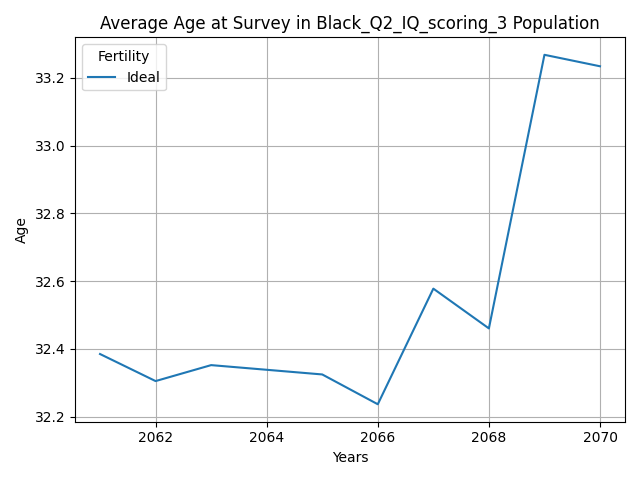 Average Age at Survey in Black_Q2_IQ_scoring_3 Population
Fertility
Ideal
33.2
33.0
32.8
32.6
32.4
32.2
Age
2062 2064 2066 2068 2070
Years